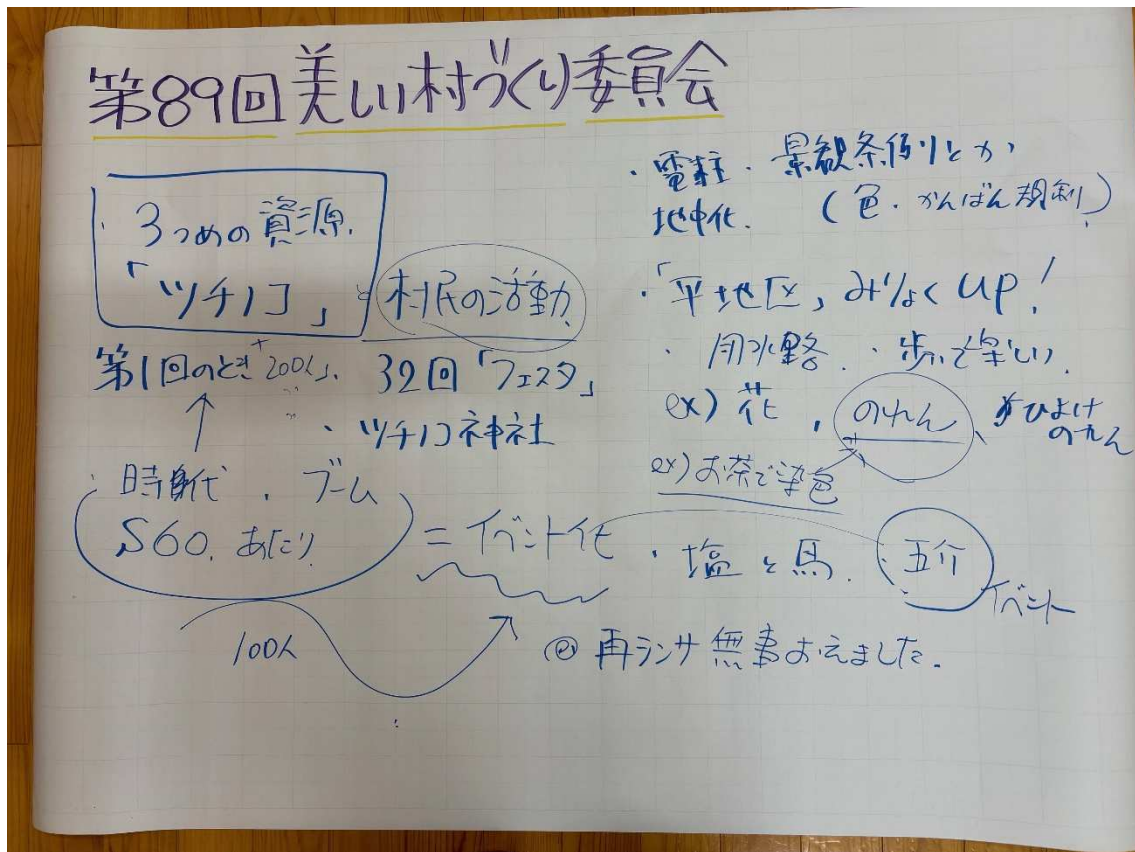 第89回美しい村づくり委員会
・3つめの資源.
「ツチノコ」 村民の活動.
第1回のとき 200人 32回「フェスタ」
・ツチノコ神社
・時代 . ブーム
S60. あたり = イベント化
100人
・電柱・景観条例とか
地中化. (色・かんばん規制)
・「平地区」みりょくup!
・用水路. ・歩いて楽しい.
ex) 花, のれん、 ひよけのれん
ex) お茶で染色
・塩と馬. 五介
イベント
◎ 再シンサ 無事おえました.